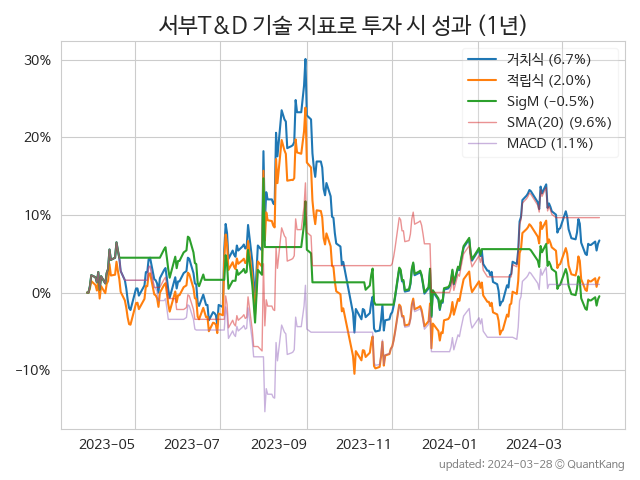 서부T&D 기술 지표로 투자 시 성과 (1년)
거치식 (6.7%)
적립식 (2.0%)
SigM (−0.5%)
SMA(20) (9.6%)
MACD (1.1%)
30%
20%
10%
0%
−10%
2023-05 2023-07 2023-09 2023-11 2024-01 2024-03
updated: 2024-03-28 © QuantKang